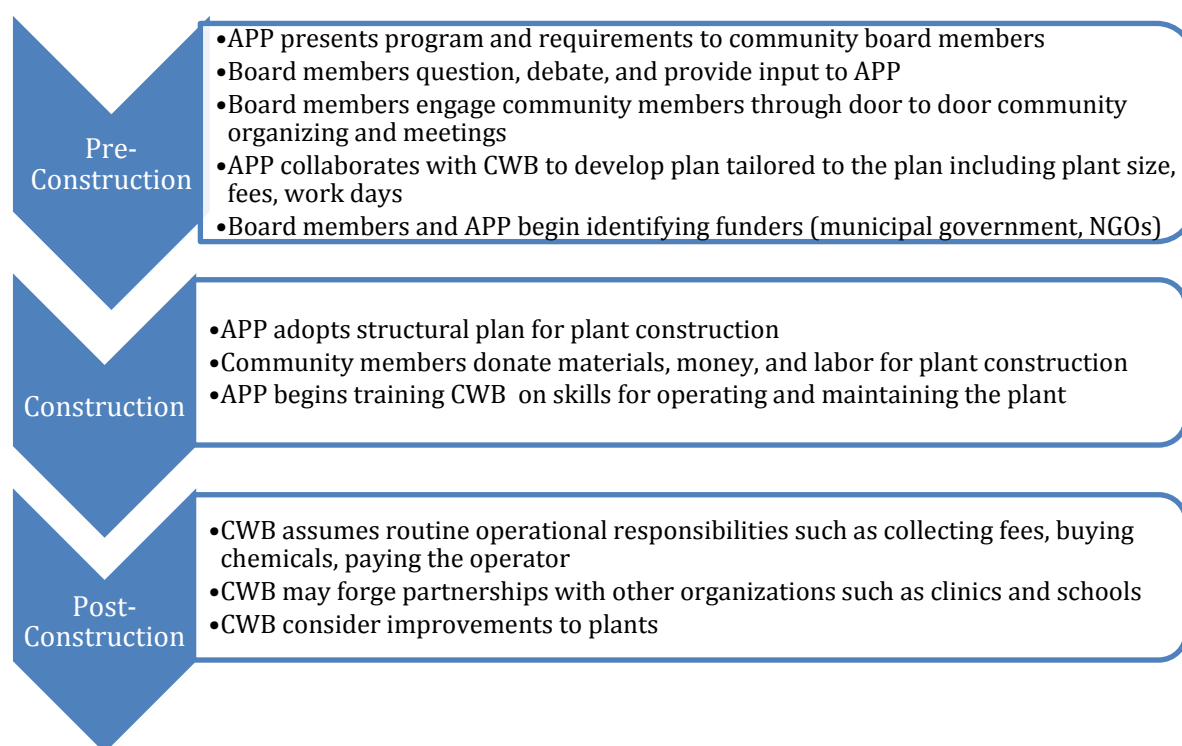 Pre-
Construction
•APP presents program and requirements to community board members
•Board members question, debate, and provide input to APP
•Board members engage community members through door to door community
organizing and meetings
•APP collaborates with CWB to develop plan tailored to the plan including plant size,
fees, work days
•Board members and APP begin identifying funders (municipal government, NGOs)
Construction
•APP adopts structural plan for plant construction
•Community members donate materials, money, and labor for plant construction
•APP begins training CWB on skills for operating and maintaining the plant
Post-
Construction
•CWB assumes routine operational responsibilities such as collecting fees, buying
chemicals, paying the operator
•CWB may forge partnerships with other organizations such as clinics and schools
•CWB consider improvements to plants